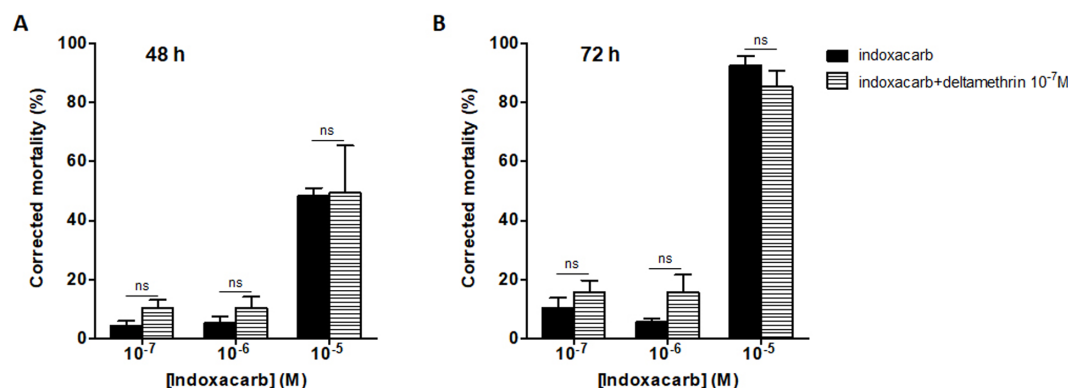 A
48 h
Corrected mortality (%)
100
80
60
40
20
0
ns
ns
ns
10-7
10-6
10-5
[Indoxacarb] (M)
B
72 h
Corrected mortality (%)
100
80
60
40
20
0
ns
ns
ns
10-7
10-6
10-5
[Indoxacarb] (M)
indoxacarb
indoxacarb+deltamethrin 10-7M